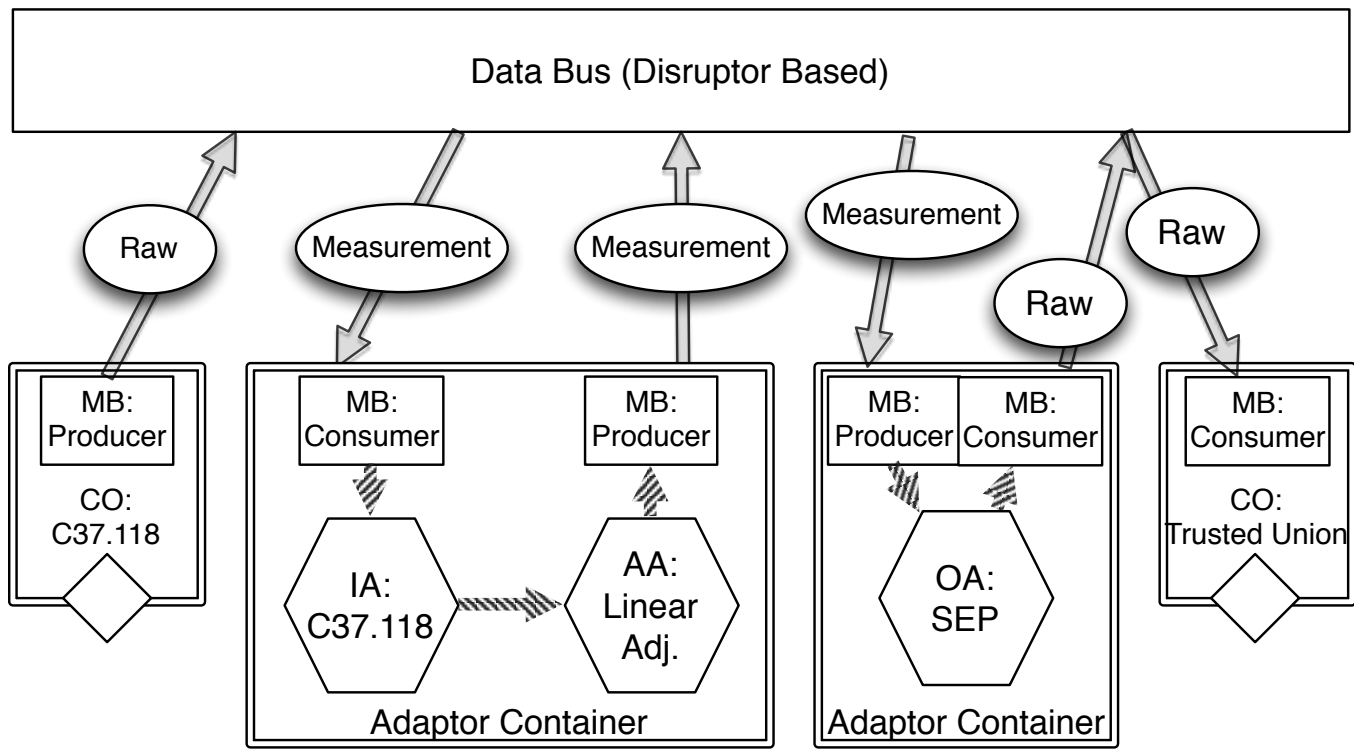 Data Bus (Disruptor Based)
Raw
Measurement
Measurement
Measurement
Raw
Raw
MB:
Producer
CO:
C37.118
MB:
Consumer
MB:
Producer
IA:
C37.118
AA:
Linear
Adj.
Adaptor Container
MB:
Producer
MB:
Consumer
OA:
SEP
Adaptor Container
MB:
Consumer
CO:
Trusted Union